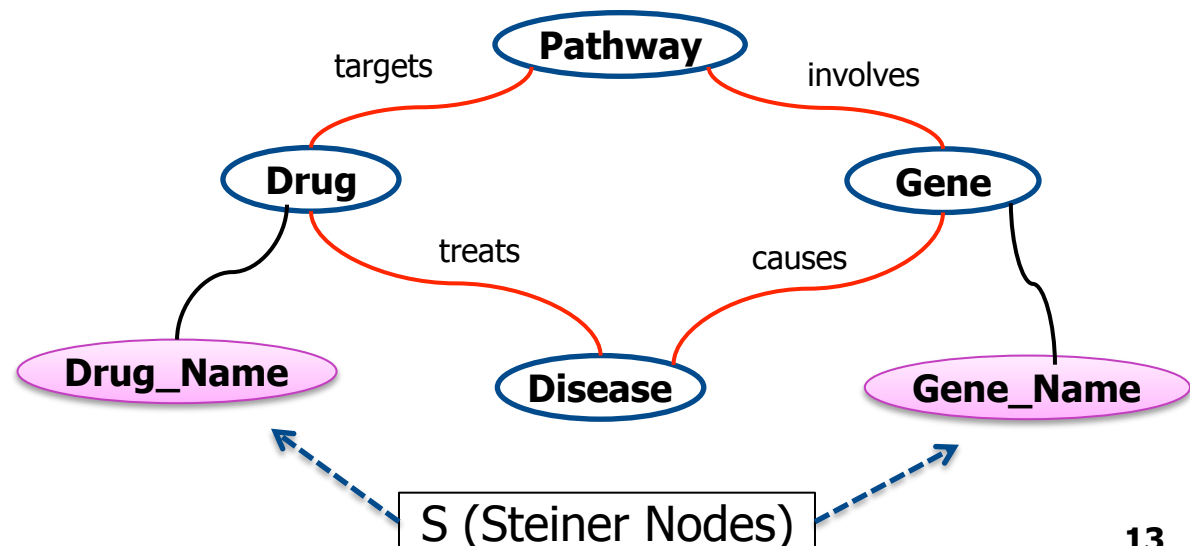 Pathway
targets
involves
Drug
Gene
treats
causes
Drug_Name
Disease
Gene_Name
S (Steiner Nodes)
13